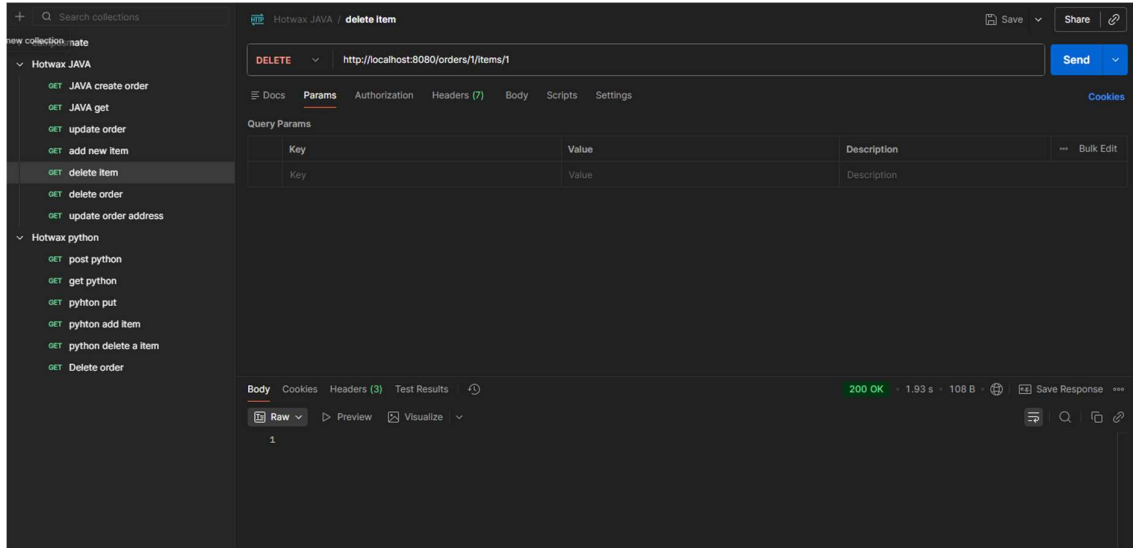 Search collections
new collection
mate
Hotwax JAVA
GET JAVA create order
GET JAVA get
GET update order
GET add new item
GET delete item
GET delete order
GET update order address
Hotwax python
GET post python
GET get python
GET pyhton put
GET pyhton add item
GET python delete a item
GET Delete order
HTTP Hotwax JAVA / delete item
Save Share
DELETE http://localhost:8080/orders/1/items/1 Send
Docs Params Authorization Headers (7) Body Scripts Settings Cookies
Query Params
Key Value Description ••• Bulk Edit
Key Value Description
Body Cookies Headers (3) Test Results 200 OK • 1.93 s • 108 B • e.g. Save Response •••
Raw Preview Visualize
1